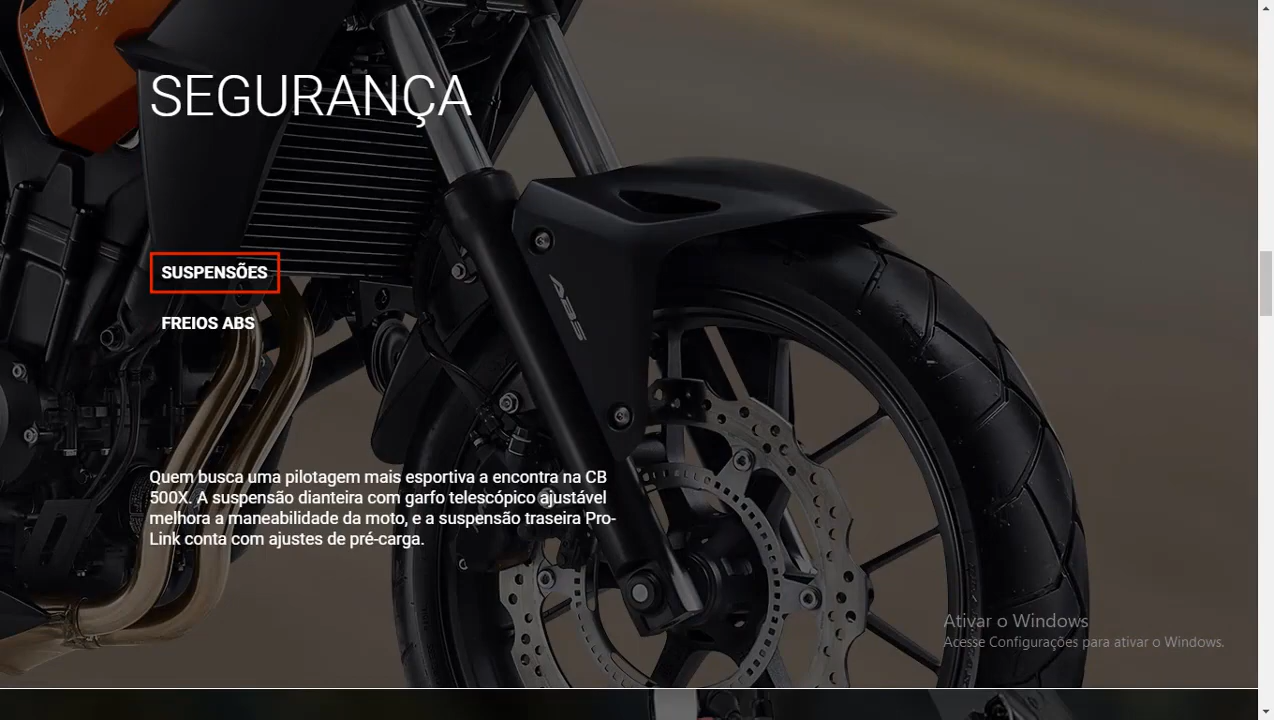 SEGURANÇA
SUSPENSÕES
FREIOS ABS
ABS
Quem busca uma pilotagem mais esportiva a encontra na CB
500X. A suspensão dianteira com garfo telescópico ajustável
melhora a maneabilidade da moto, e a suspensão traseira Pro-
Link conta com ajustes de pré-carga.
Ativar o Windows
Acesse Configurações para ativar o Windows.